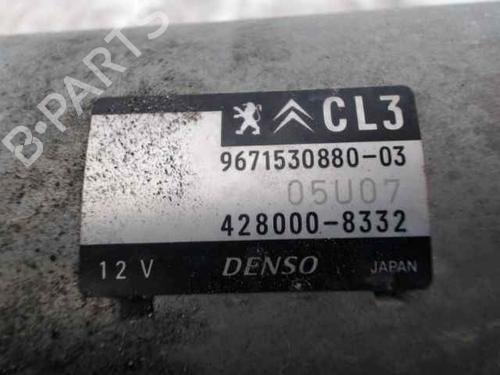 B-PARTS
CL3
9671530880-03
05U07
428000-8332
12 V DENSO JAPAN